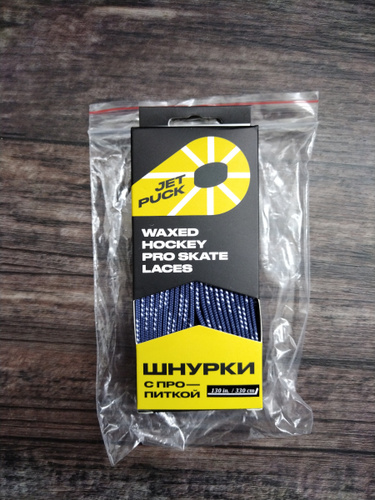 JET
PUCK
WAXED
HOCKEY
PRO SKATE
LACES
ШНУРКИ
С ПРО—
ПИТКОЙ
130 in. / 330 cm